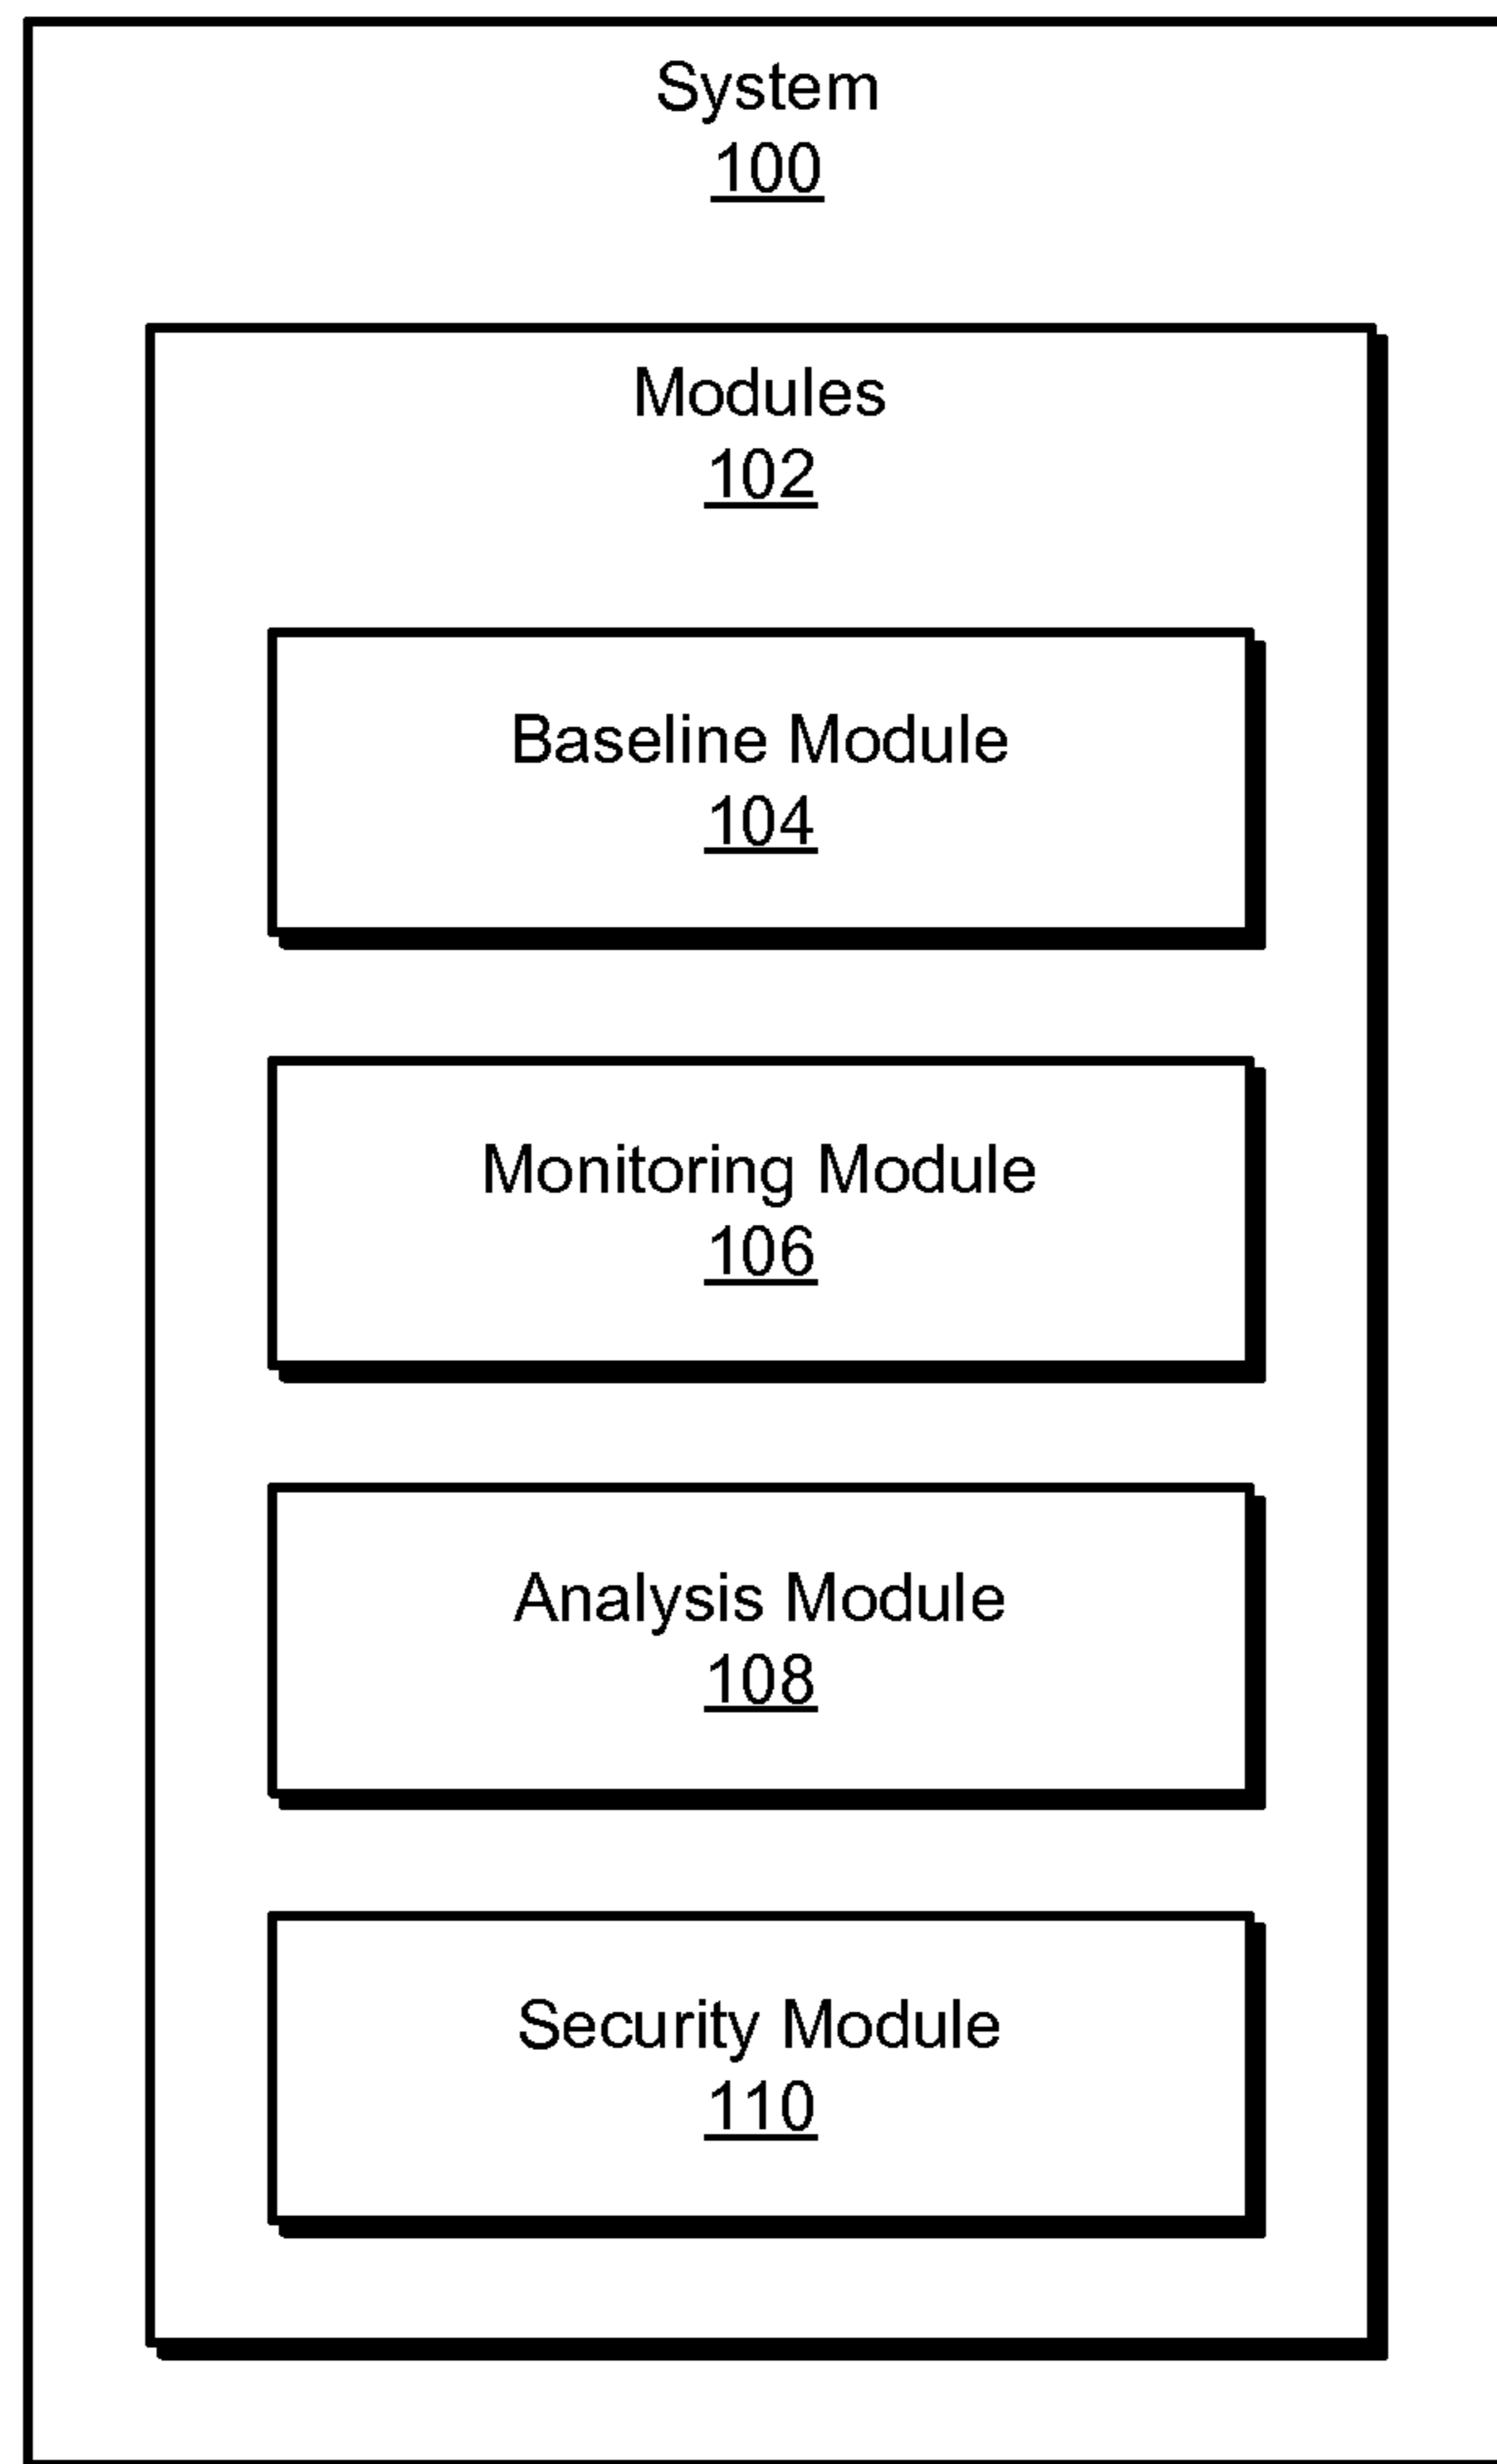 System
100
Modules
102
Baseline Module
104
Monitoring Module
106
Analysis Module
108
Security Module
110